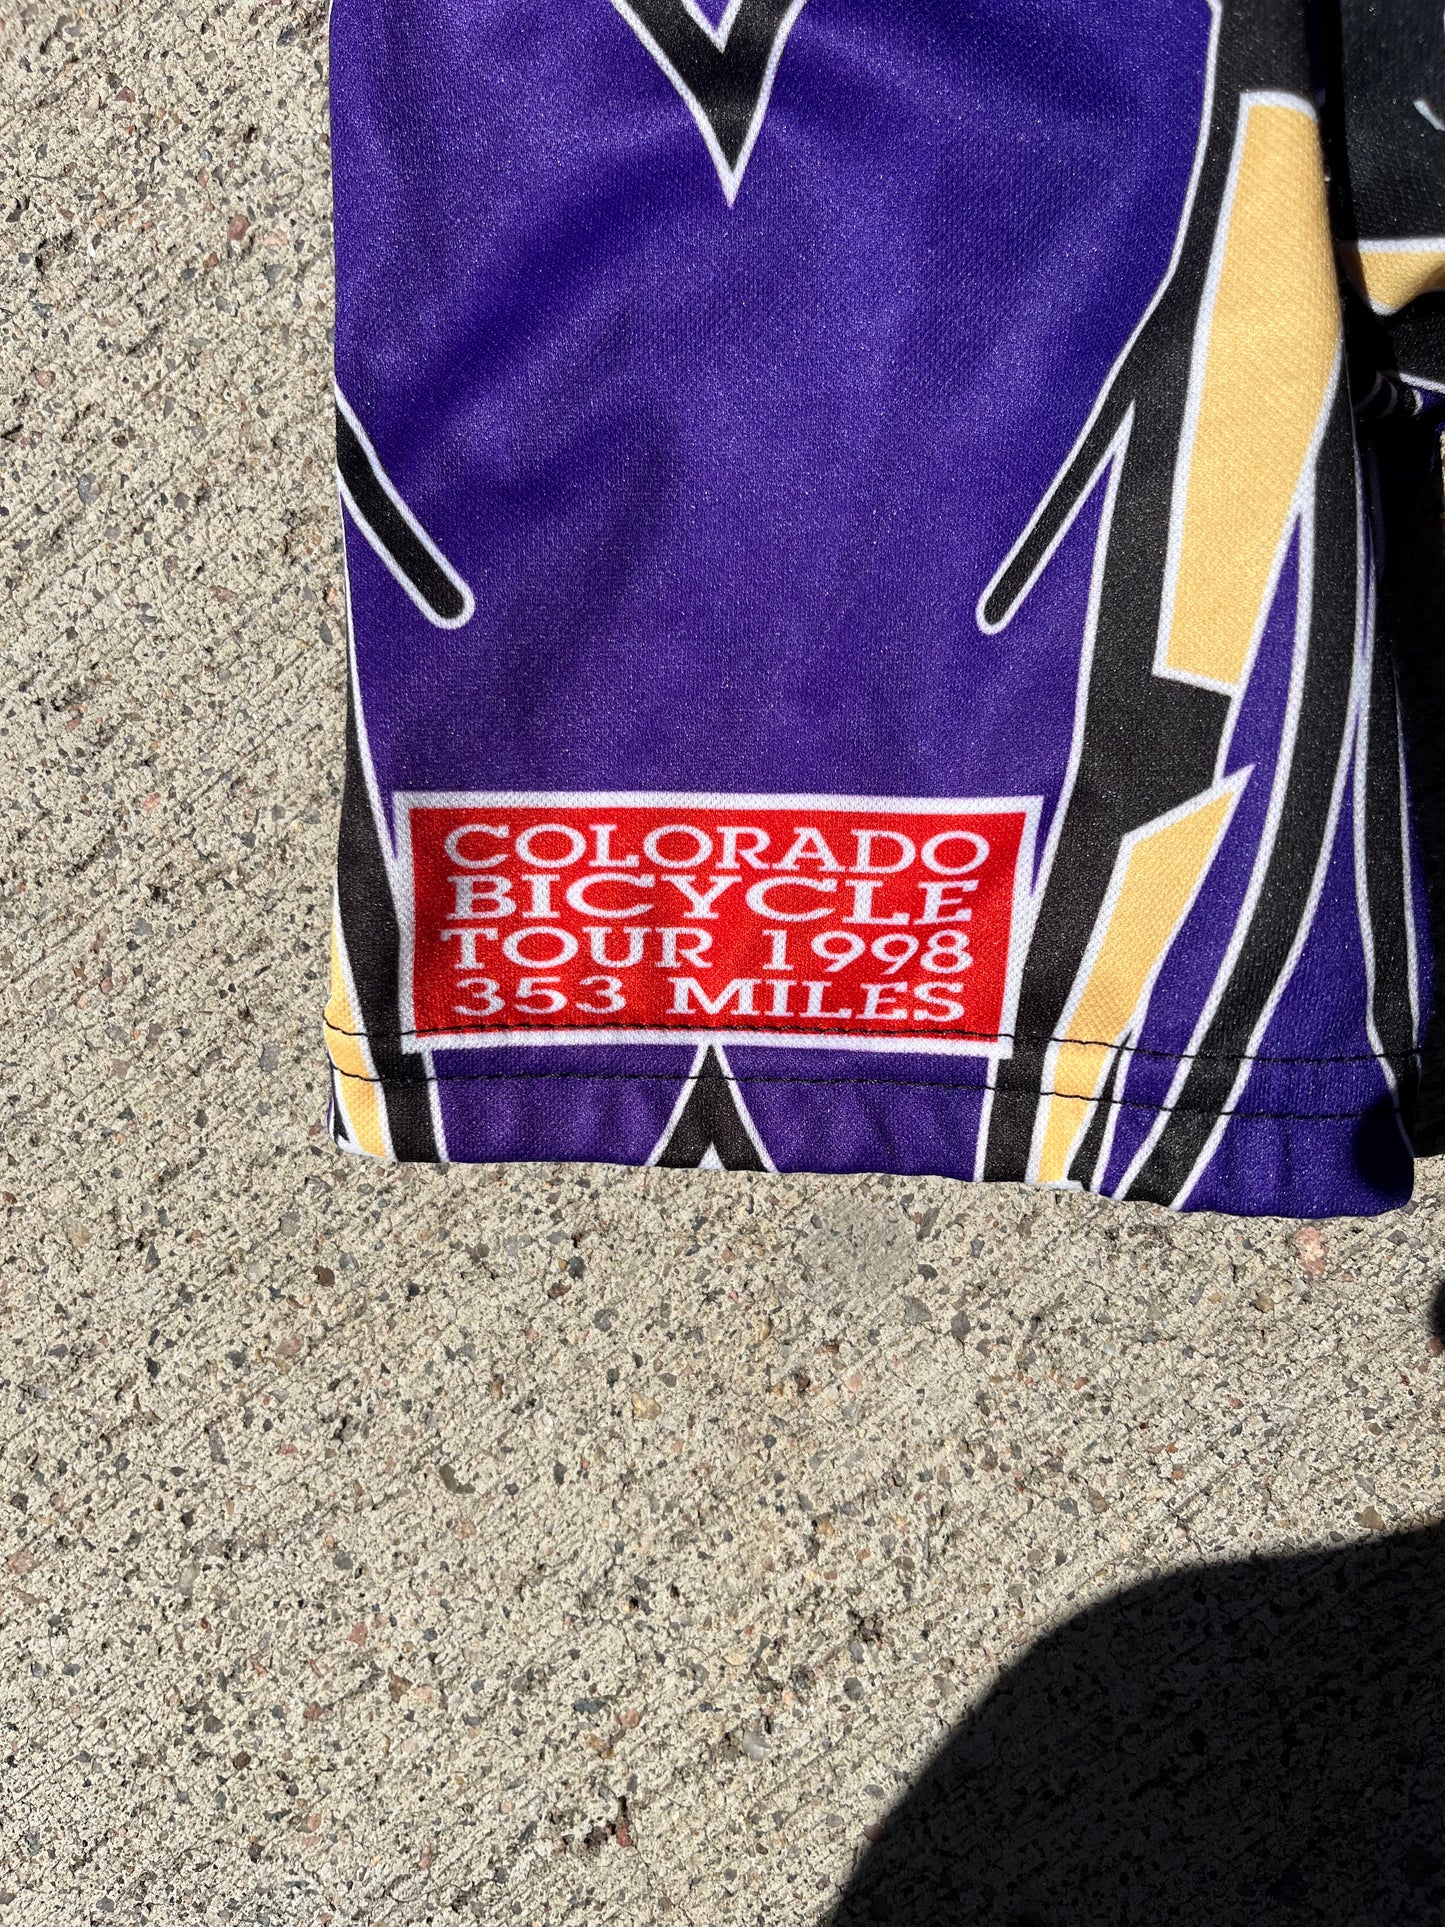 COLORADO
BICYCLE
TOUR 1998
353 MILES